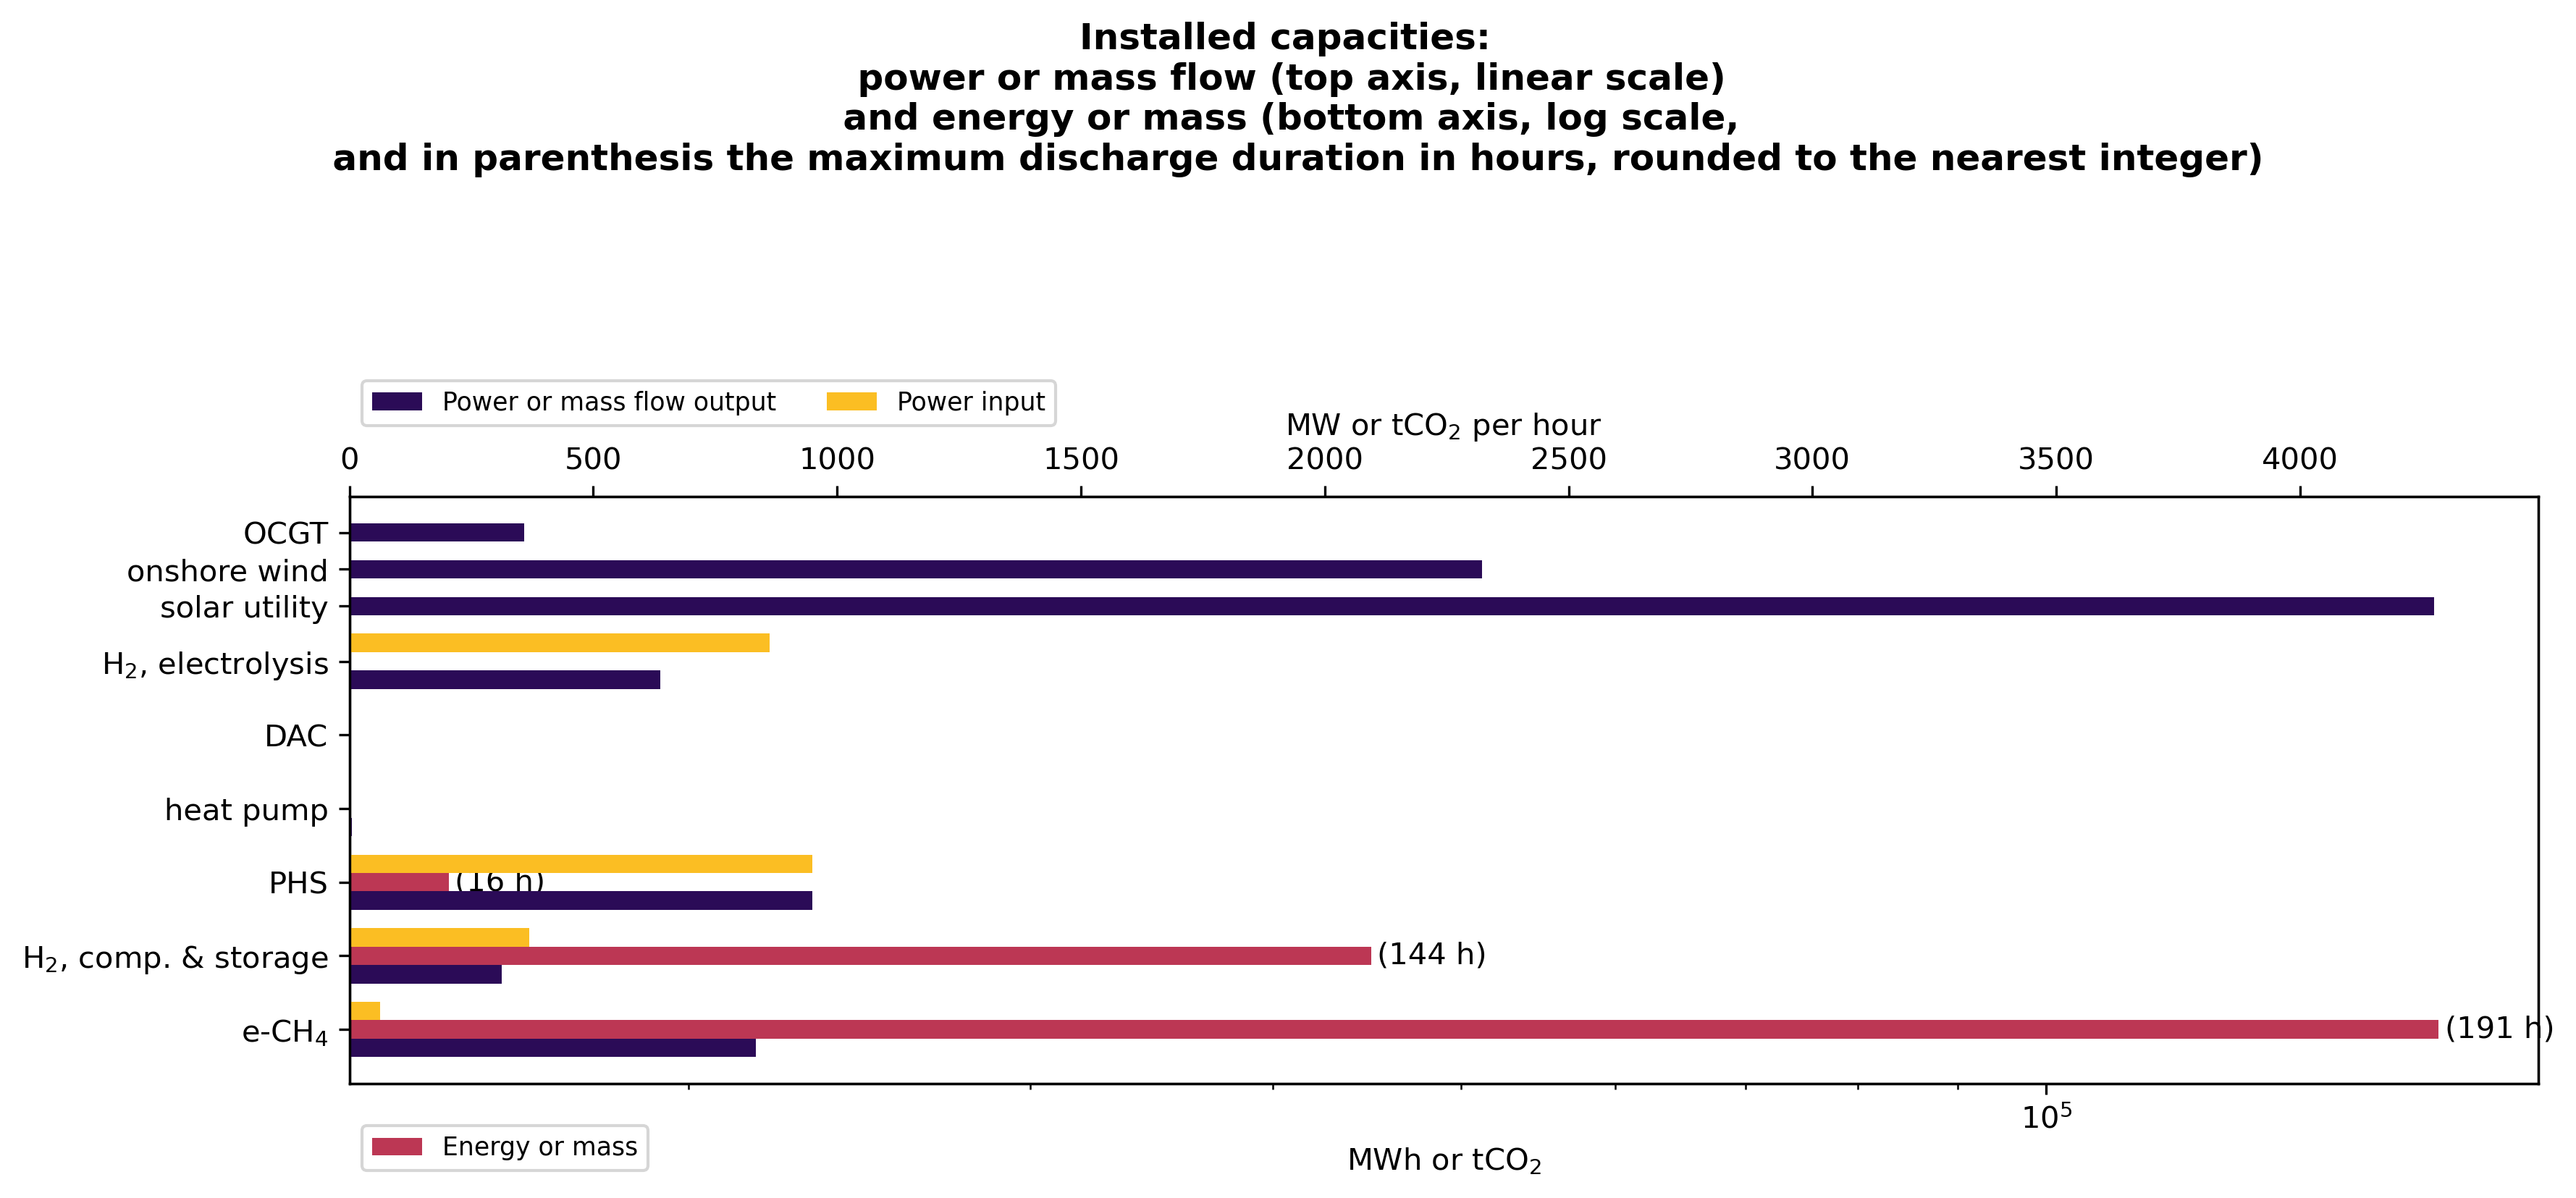 Installed capacities:
power or mass flow (top axis, linear scale)
and energy or mass (bottom axis, log scale,
and in parenthesis the maximum discharge duration in hours, rounded to the nearest integer)
Power or mass flow output Power input
MW or tCO₂ per hour
0 500 1000 1500 2000 2500 3000 3500 4000
OCGT
onshore wind
solar utility
H₂, electrolysis
DAC
heat pump
PHS (16 h)
H₂, comp. & storage (144 h)
e-CH₄ (191 h)
10⁵
Energy or mass
MWh or tCO₂